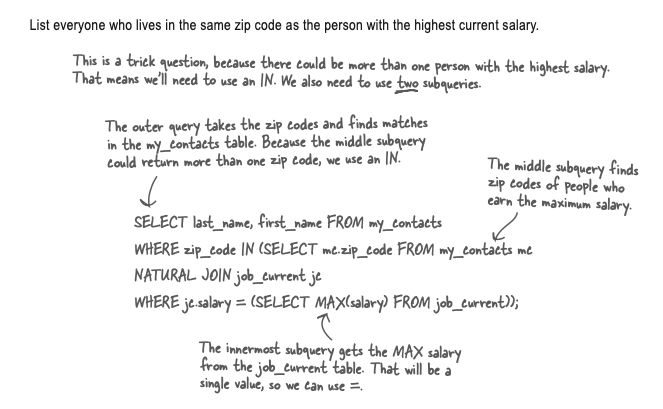 List everyone who lives in the same zip code as the person with the highest current salary.
This is a trick question, because there could be more than one person with the highest salary.
That means we'll need to use an IN. We also need to use two subqueries.
The outer query takes the zip codes and finds matches
in the my_contacts table. Because the middle subquery
could return more than one zip code, we use an IN.
The middle subquery finds
zip codes of people who
earn the maximum salary.
SELECT last_name, first_name FROM my_contacts
WHERE zip_code IN (SELECT mc.zip_code FROM my_contacts mc
NATURAL JOIN job_current jc
WHERE jc.salary = (SELECT MAX(salary) FROM job_current));
The innermost subquery gets the MAX salary
from the job_current table. That will be a
single value, so we can use =.